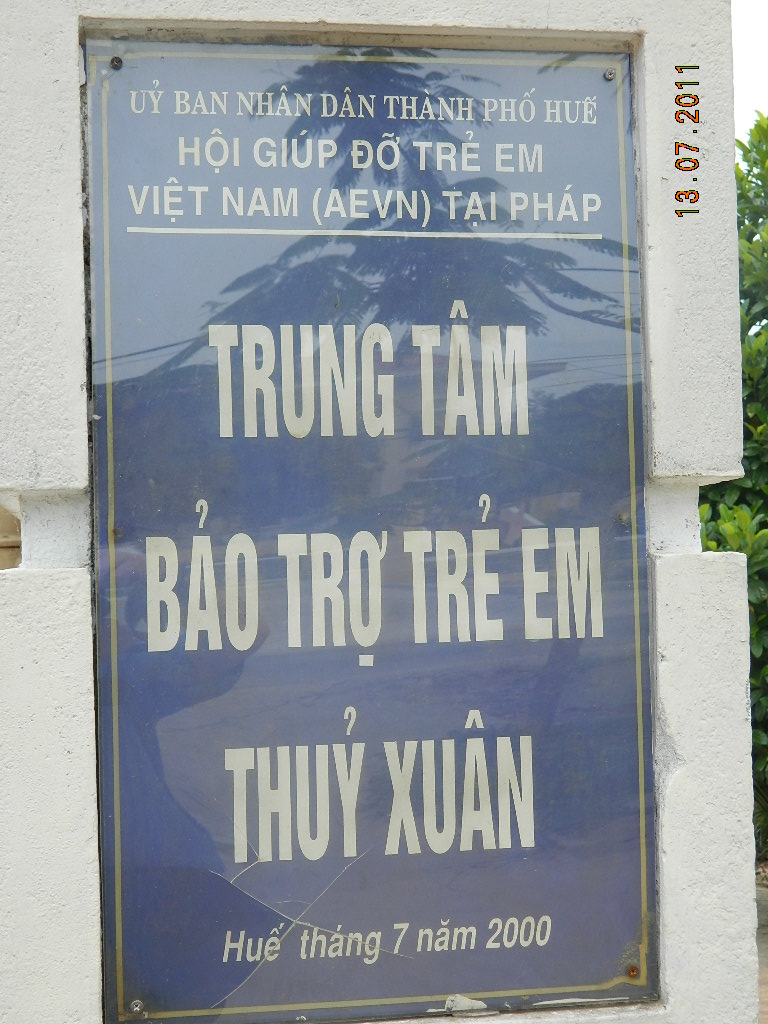 UỶ BAN NHÂN DÂN THÀNH PHỐ HUẾ
HỘI GIÚP ĐỠ TRẺ EM
VIỆT NAM (AEVN) TẠI PHÁP
TRUNG TÂM
BẢO TRỢ TRẺ EM
THUỶ XUÂN
Huế tháng 7 năm 2000
13.07.2011